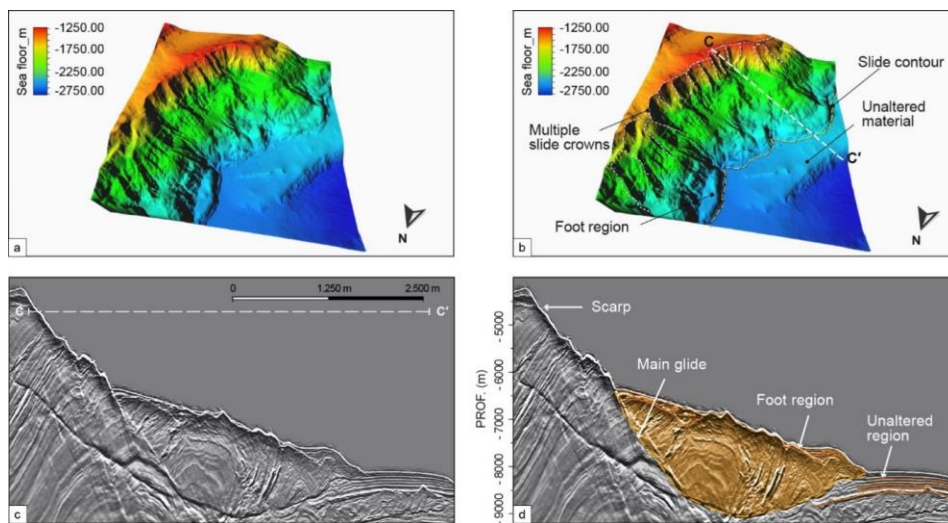 Sea floor_m
-1250.00
-1750.00
-2250.00
-2750.00
N
a
Sea floor_m
-1250.00
-1750.00
-2250.00
-2750.00
C
Slide contour
Unaltered
material
Multiple
slide crowns
C'
Foot region
N
b
0
1.250 m
2.500 m
C
C'
c
PROF. (m)
- 5000
- 6000
- 7000
- 8000
- 9000
Scarp
Main glide
Foot region
Unaltered
region
d